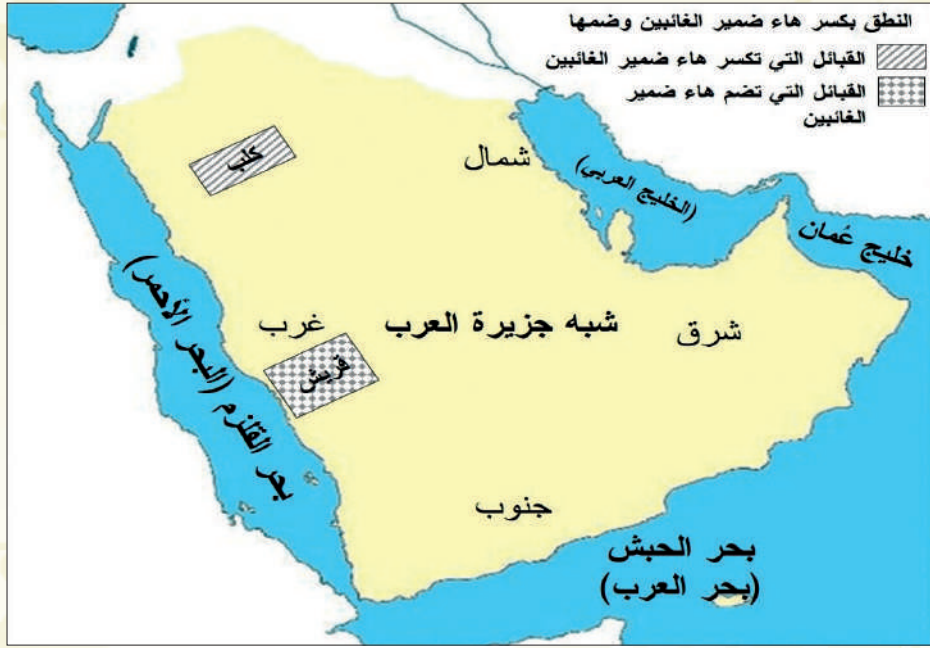 النطق بكسر هاء ضمير الغائبين وضمها
القبائل التي تكسر هاء ضمير الغائبين
القبائل التي تضم هاء ضمير
الغائبين
كلب
شمال
(الخليج العربي)
خليج عُمان
بحر القلزم (البحر الأحمر)
غرب
شبه جزيرة العرب
شرق
قريش
جنوب
بحر الحبش
(بحر العرب)